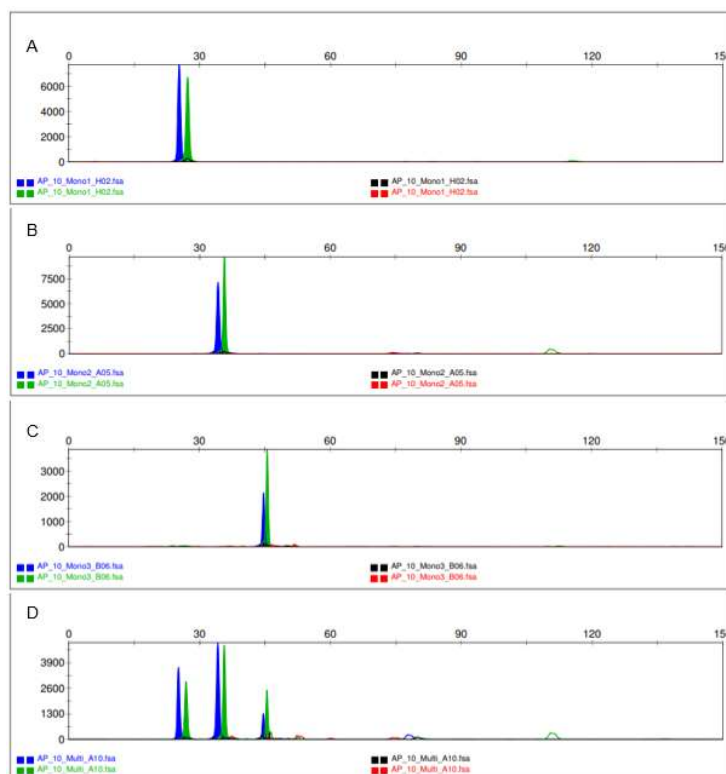 A
0 30 60 90 120 150
6000
4000
2000
0
AP_10_Mono1_H02.fsa AP_10_Mono1_H02.fsa
AP_10_Mono1_H02.fsa AP_10_Mono1_H02.fsa
B
0 30 60 90 120 150
7500
5000
2500
0
AP_10_Mono2_A05.fsa AP_10_Mono2_A05.fsa
AP_10_Mono2_A05.fsa AP_10_Mono2_A05.fsa
C
0 30 60 90 120 150
3000
2000
1000
0
AP_10_Mono3_B06.fsa AP_10_Mono3_B06.fsa
AP_10_Mono3_B06.fsa AP_10_Mono3_B06.fsa
D
0 30 60 90 120 150
3900
2600
1300
0
AP_10_Multi_A10.fsa AP_10_Multi_A10.fsa
AP_10_Multi_A10.fsa AP_10_Multi_A10.fsa